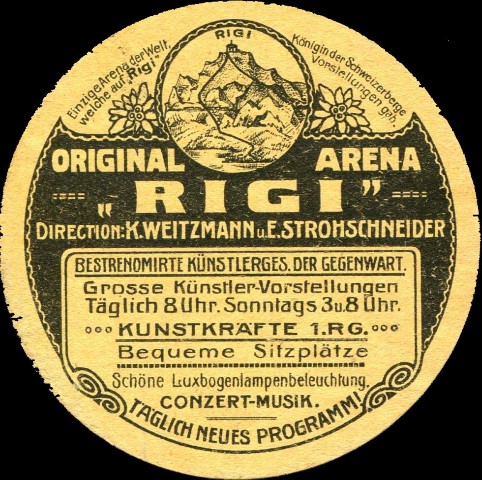 Einzige Arena der Welt,
welche auf „Rigi"
RIGI
Königin der Schweizerberge
Vorstellungen gab.
ORIGINAL ARENA
„RIGI"
DIRECTION: K. WEITZMANN u. E. STROHSCHNEIDER
BESTRENOMIRTE KÜNSTLERGES. DER GEGENWART.
Grosse Künstler-Vorstellungen
Täglich 8 Uhr. Sonntags 3 u. 8 Uhr.
KUNSTKRÄFTE 1. RG.
Bequeme Sitzplätze
Schöne Luxbogenlampenbeleuchtung.
CONZERT-MUSIK.
TÄGLICH NEUES PROGRAMM!